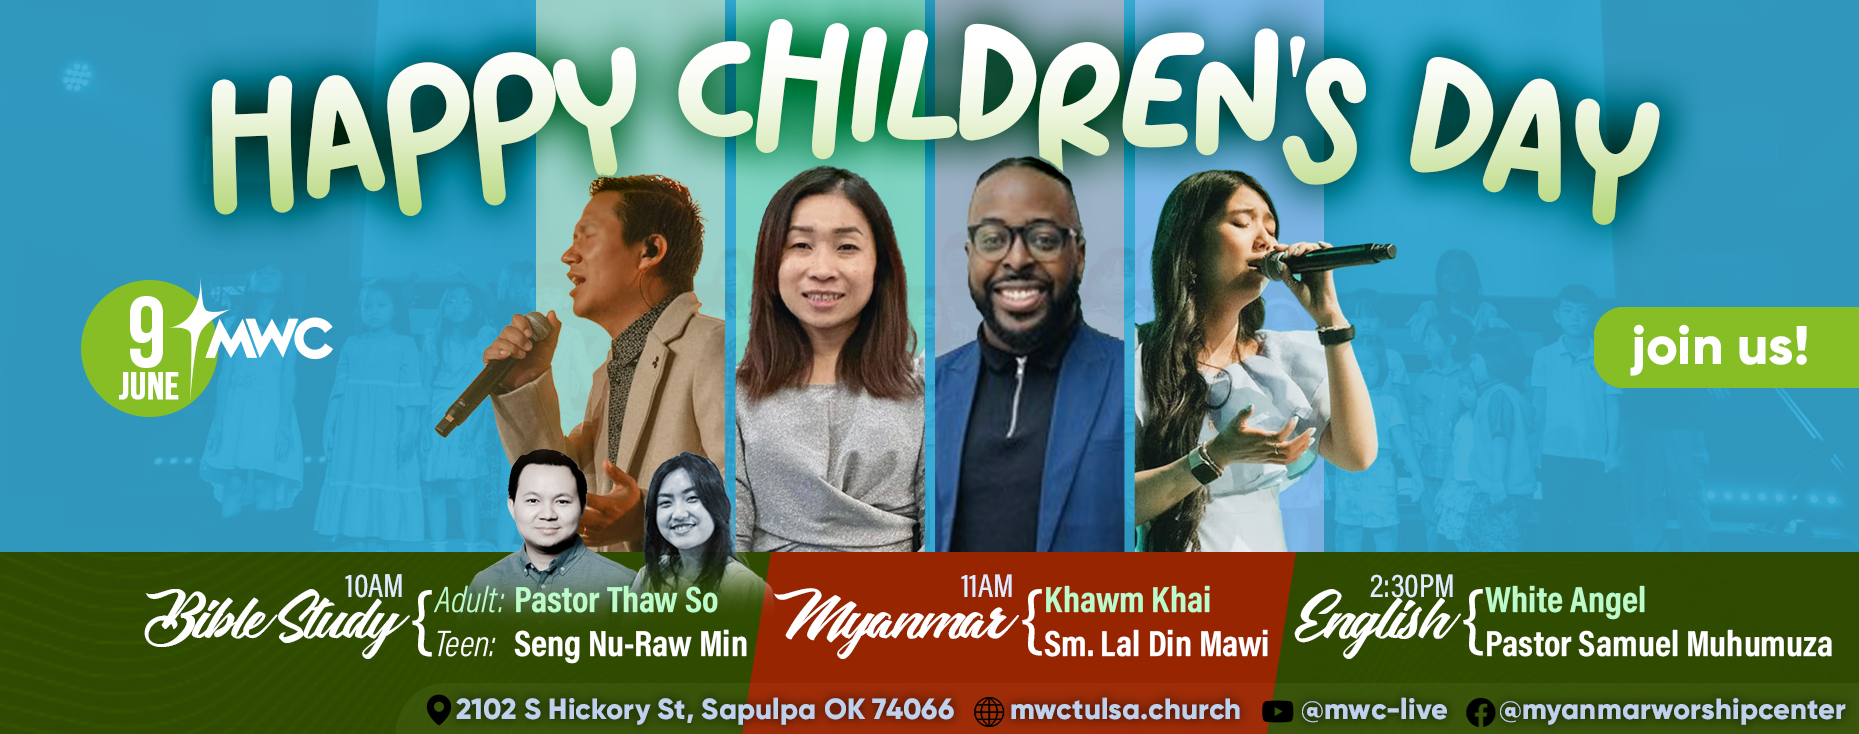 HAPPY CHILDREN'S DAY
9
JUNE
MWC
join us!
10AM
Bible Study
Adult: Pastor Thaw So
Teen: Seng Nu-Raw Min
11AM
Myanmar
Khawm Khai
Sm. Lal Din Mawi
2:30PM
English
White Angel
Pastor Samuel Muhumuza
2102 S Hickory St, Sapulpa OK 74066 mwctulsa.church @mwc-live @myanmarworshipcenter